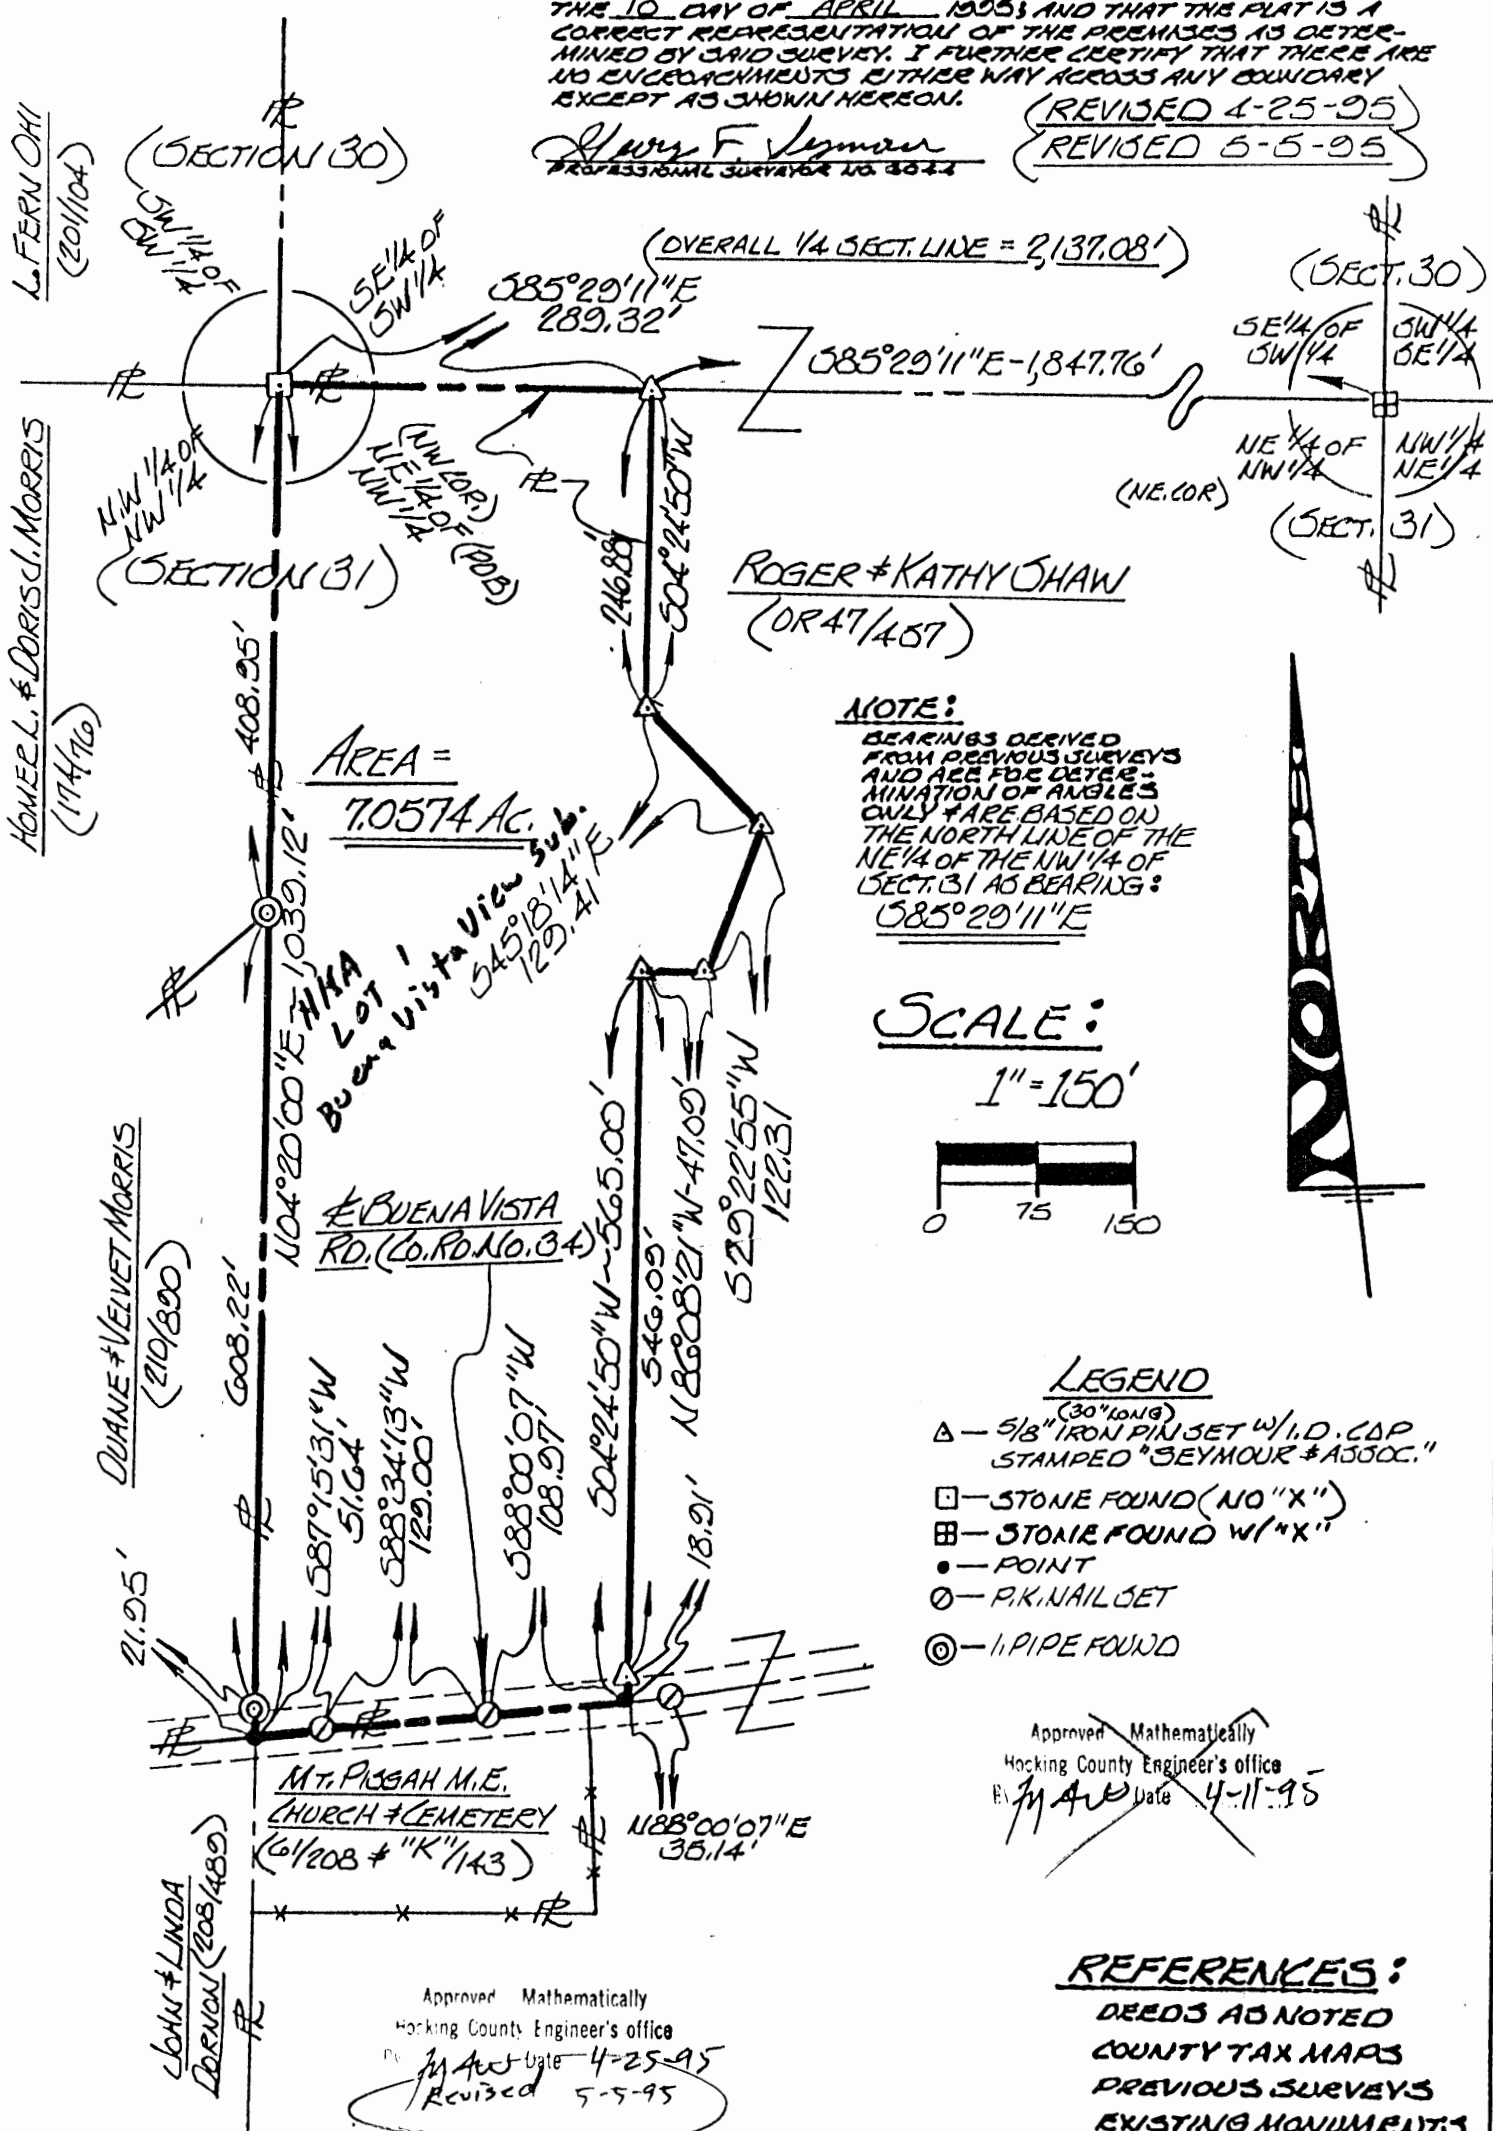 THE 10 DAY OF APRIL 1995; AND THAT THE PLAT IS A
CORRECT REPRESENTATION OF THE PREMISES AS DETER-
MINED BY SAID SURVEY. I FURTHER CERTIFY THAT THERE ARE
NO ENCROACHMENTS EITHER WAY ACROSS ANY BOUNDARY
EXCEPT AS SHOWN HEREON.
(REVISED 4-25-95)
(REVISED 5-5-95)
PROFESSIONAL SURVEYOR NO.
L. FERN OHI
(201/104)
(SECTION 30)
SW 1/4 OF
SW 1/4
SE 1/4 OF
SW 1/4
(OVERALL 1/4 SECT. LINE = 2,137.08')
S85°29'11"E
289.32'
S85°29'11"E-1,847.76'
(SECT. 30)
SE 1/4 OF
SW 1/4
SW 1/4
SE 1/4
NE 1/4 OF
NW 1/4
NW 1/4
NE 1/4
(NE. COR)
(SECT. 31)
HOMER L. & DORIS J. MORRIS
(174/76)
N.W 1/4 OF
NW 1/4
(NW COR.)
NE 1/4 OF
NW 1/4
(POB)
(SECTION 31)
246.88'
S04°24'50"W
ROGER & KATHY SHAW
(OR 47/457)
408.95'
AREA =
7.0574 Ac.
NOTE:
BEARINGS DERIVED
FROM PREVIOUS SURVEYS
AND ARE FOR DETER-
MINATION OF ANGLES
ONLY & ARE BASED ON
THE NORTH LINE OF THE
NE 1/4 OF THE NW 1/4 OF
SECT. 31 AS BEARING:
S85°29'11"E
N04°20'00"E~1,039.12'
NKA
LOT 1
Buena Vista View Sub.
S45°18'14"E
129.41
SCALE:
1"=150'
0 75 150
NORTH
DUANE & VELVET MORRIS
(210/890)
608.22'
℄ BUENA VISTA
RD. (CO. RD. NO. 34)
S04°24'50"W~565.00'
546.09'
N86°08'21"W-47.09'
S29°22'55"W
122.31
LEGEND
(30" LONG)
△ — 5/8" IRON PIN SET W/I.D. CAP
STAMPED "SEYMOUR & ASSOC."
□ — STONE FOUND (NO "X")
⊞ — STONE FOUND W/"X"
● — POINT
⊘ — P.K. NAIL SET
◎ — I. PIPE FOUND
21.95'
S87°15'31"W
51.64'
S88°34'13"W
129.00'
S88°00'07"W
108.97'
18.91'
MT. PISGAH M.E.
CHURCH & CEMETERY
(61/208 & "K"/143)
N88°00'07"E
35.14'
JOHN & LINDA
DORNON (208/489)
Approved Mathematically
Hocking County Engineer's office
Date 4-11-95
Approved Mathematically
Hocking County Engineer's office
Date 4-25-95
Revised 5-5-95
REFERENCES:
DEEDS AS NOTED
COUNTY TAX MAPS
PREVIOUS SURVEYS
EXISTING MONUMENTS